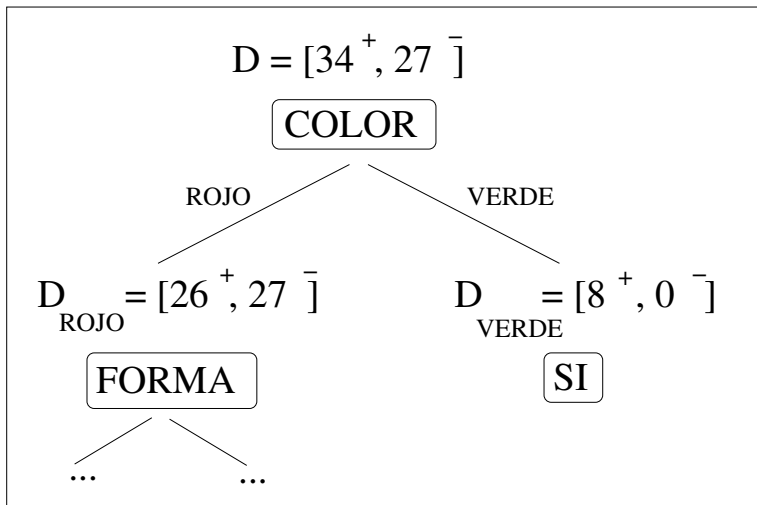 D = [34⁺, 27⁻]
COLOR
ROJO VERDE
D_ROJO = [26⁺, 27⁻] D_VERDE = [8⁺, 0⁻]
FORMA SI
... ...